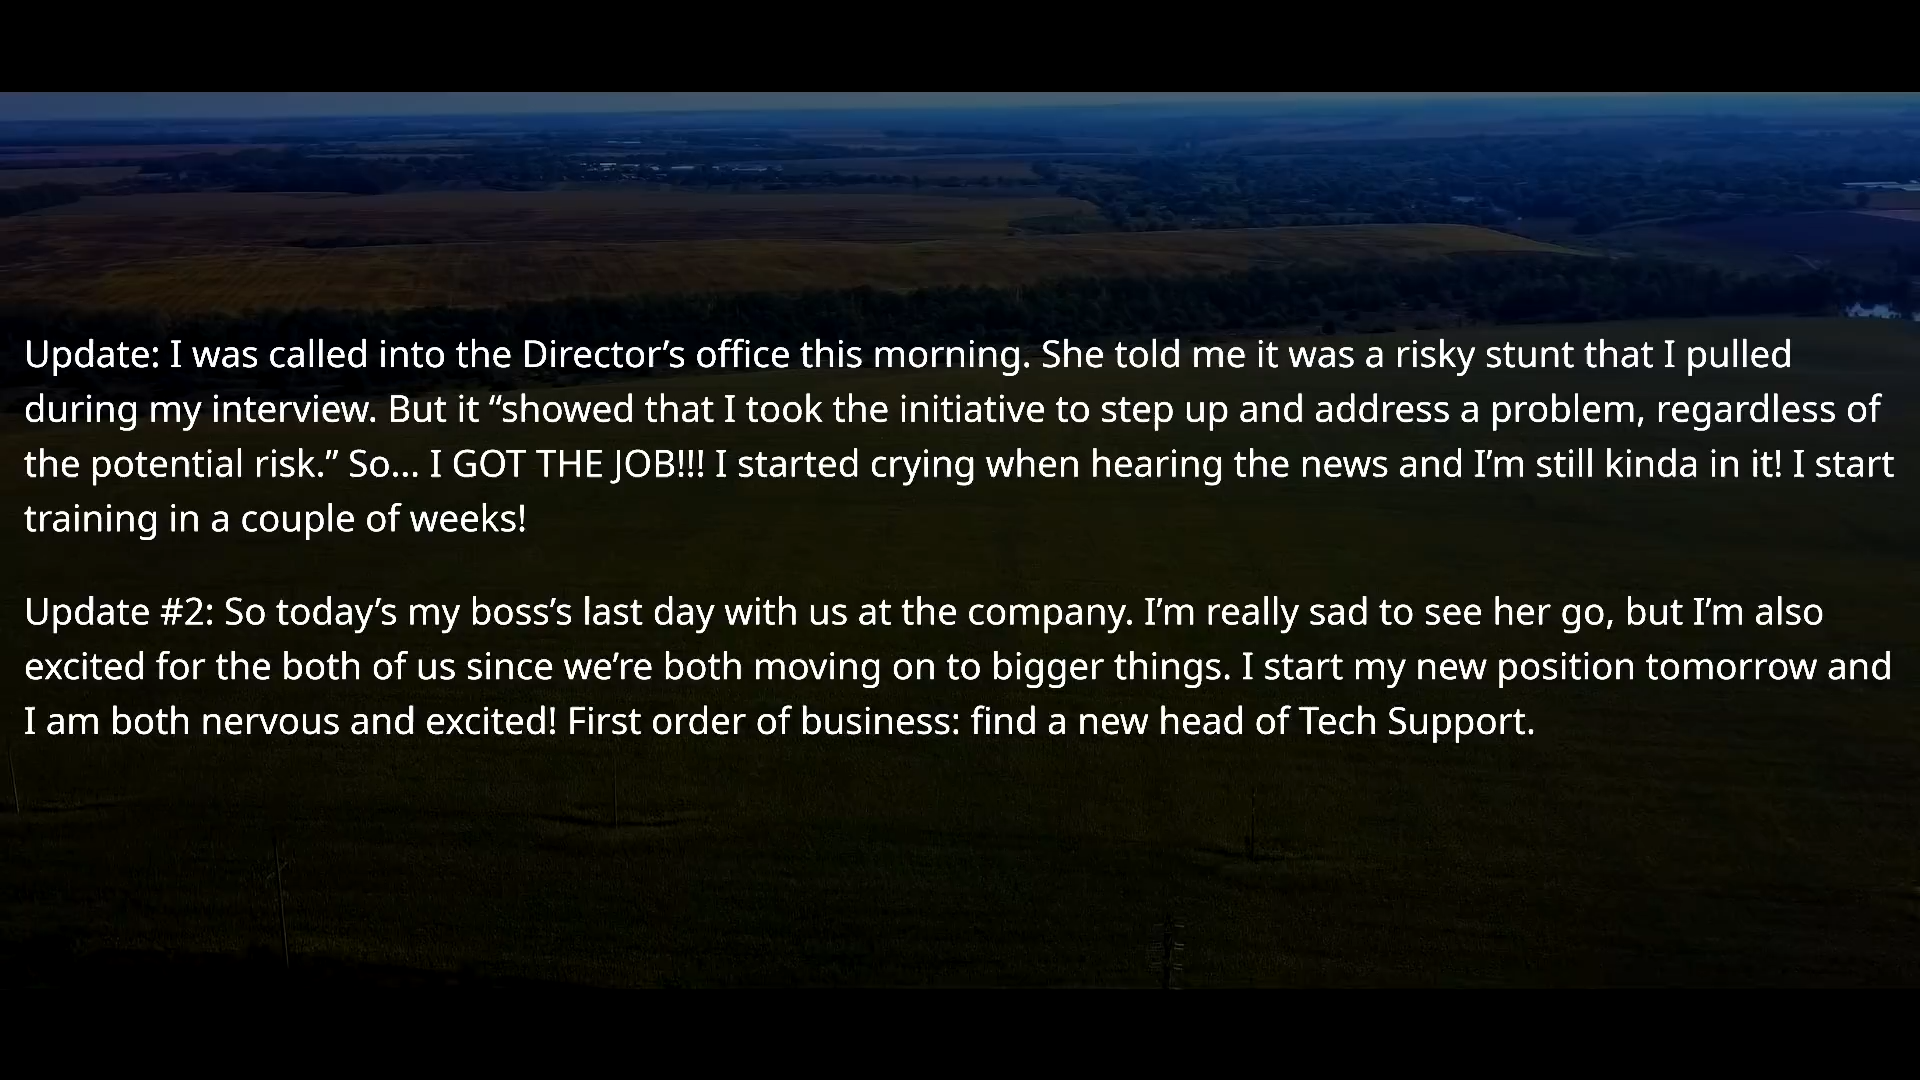 Update: I was called into the Director’s office this morning. She told me it was a risky stunt that I pulled
during my interview. But it “showed that I took the initiative to step up and address a problem, regardless of
the potential risk.” So... I GOT THE JOB!!! I started crying when hearing the news and I’m still kinda in it! I start
training in a couple of weeks!
Update #2: So today’s my boss’s last day with us at the company. I’m really sad to see her go, but I’m also
excited for the both of us since we’re both moving on to bigger things. I start my new position tomorrow and
I am both nervous and excited! First order of business: find a new head of Tech Support.